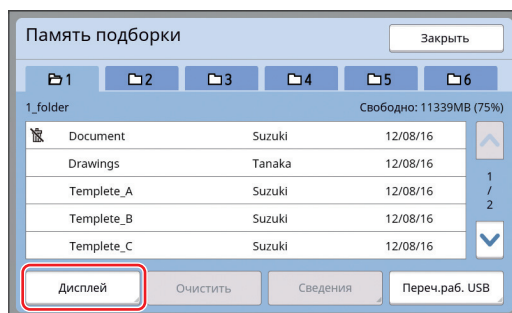 Память подборки Закрыть
1 2 3 4 5 6
1_folder Свободно: 11339MB (75%)
Document Suzuki 12/08/16
Drawings Tanaka 12/08/16
Templete_A Suzuki 12/08/16
Templete_B Suzuki 12/08/16
Templete_C Suzuki 12/08/16
1
/
2
Дисплей Очистить Сведения Переч.раб. USB